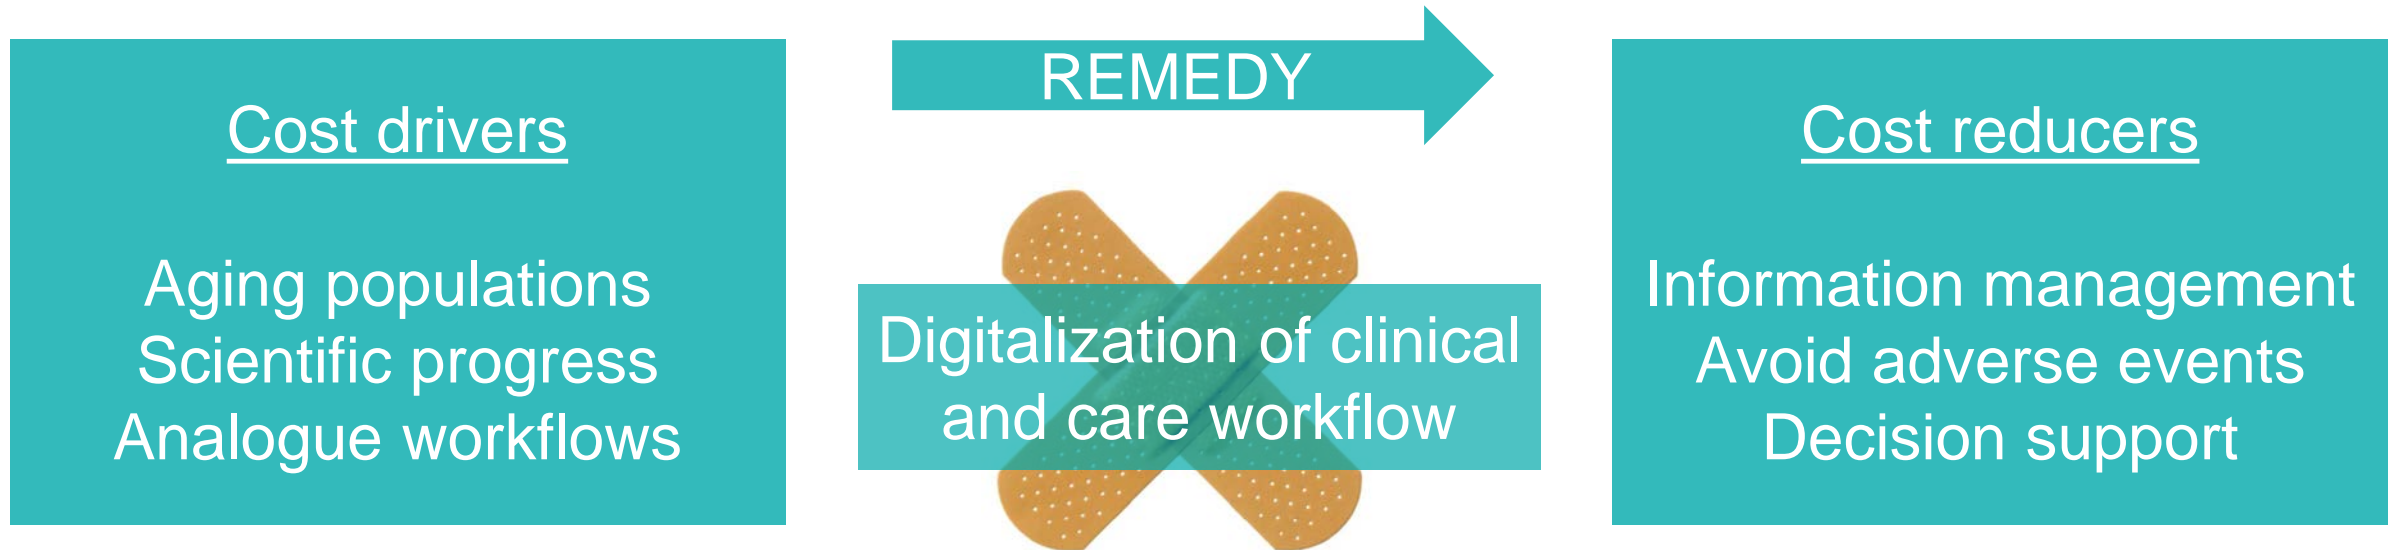 Cost drivers
Aging populations
Scientific progress
Analogue workflows
REMEDY
Digitalization of clinical
and care workflow
Cost reducers
Information management
Avoid adverse events
Decision support